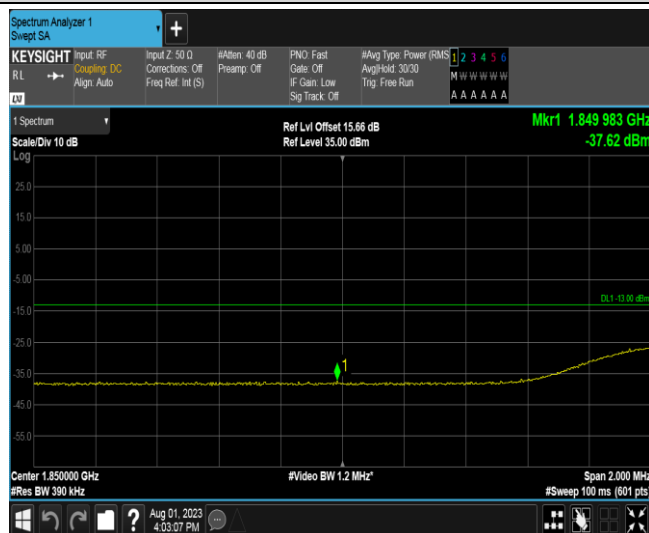 Spectrum Analyzer 1
Swept SA
+
KEYSIGHT
RL
LXI
Input: RF
Coupling: DC
Align: Auto
Input Z: 50 Ω
Corrections: Off
Freq Ref: Int (S)
#Atten: 40 dB
Preamp: Off
PNO: Fast
Gate: Off
IF Gain: Low
Sig Track: Off
#Avg Type: Power (RMS
Avg|Hold: 30/30
Trig: Free Run
1 2 3 4 5 6
M W W W W W
A A A A A A
1 Spectrum
Scale/Div 10 dB
Ref Lvl Offset 15.66 dB
Ref Level 35.00 dBm
Mkr1 1.849 983 GHz
-37.62 dBm
Log
25.0
15.0
5.00
-5.00
DL1 -13.00 dBm
-15.0
-25.0
1
-35.0
-45.0
-55.0
Center 1.850000 GHz
#Video BW 1.2 MHz*
Span 2.000 MHz
#Res BW 390 kHz
#Sweep 100 ms (601 pts)
?
Aug 01, 2023
4:03:07 PM